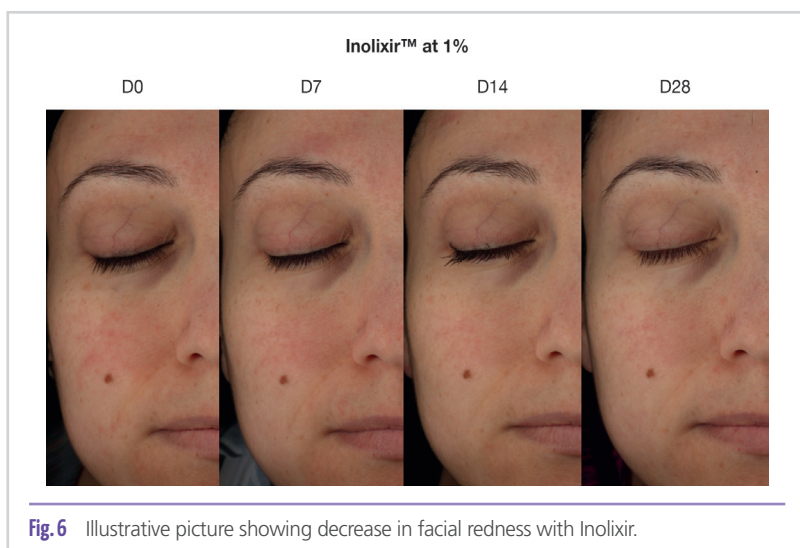 Inolixir™ at 1%
D0 D7 D14 D28
Fig. 6 Illustrative picture showing decrease in facial redness with Inolixir.